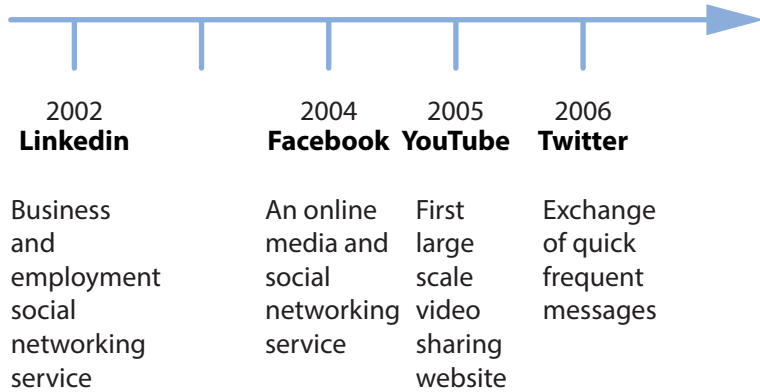 2002
Linkedin
Business
and
employment
social
networking
service
2004
Facebook
An online
media and
social
networking
service
2005
YouTube
First
large
scale
video
sharing
website
2006
Twitter
Exchange
of quick
frequent
messages